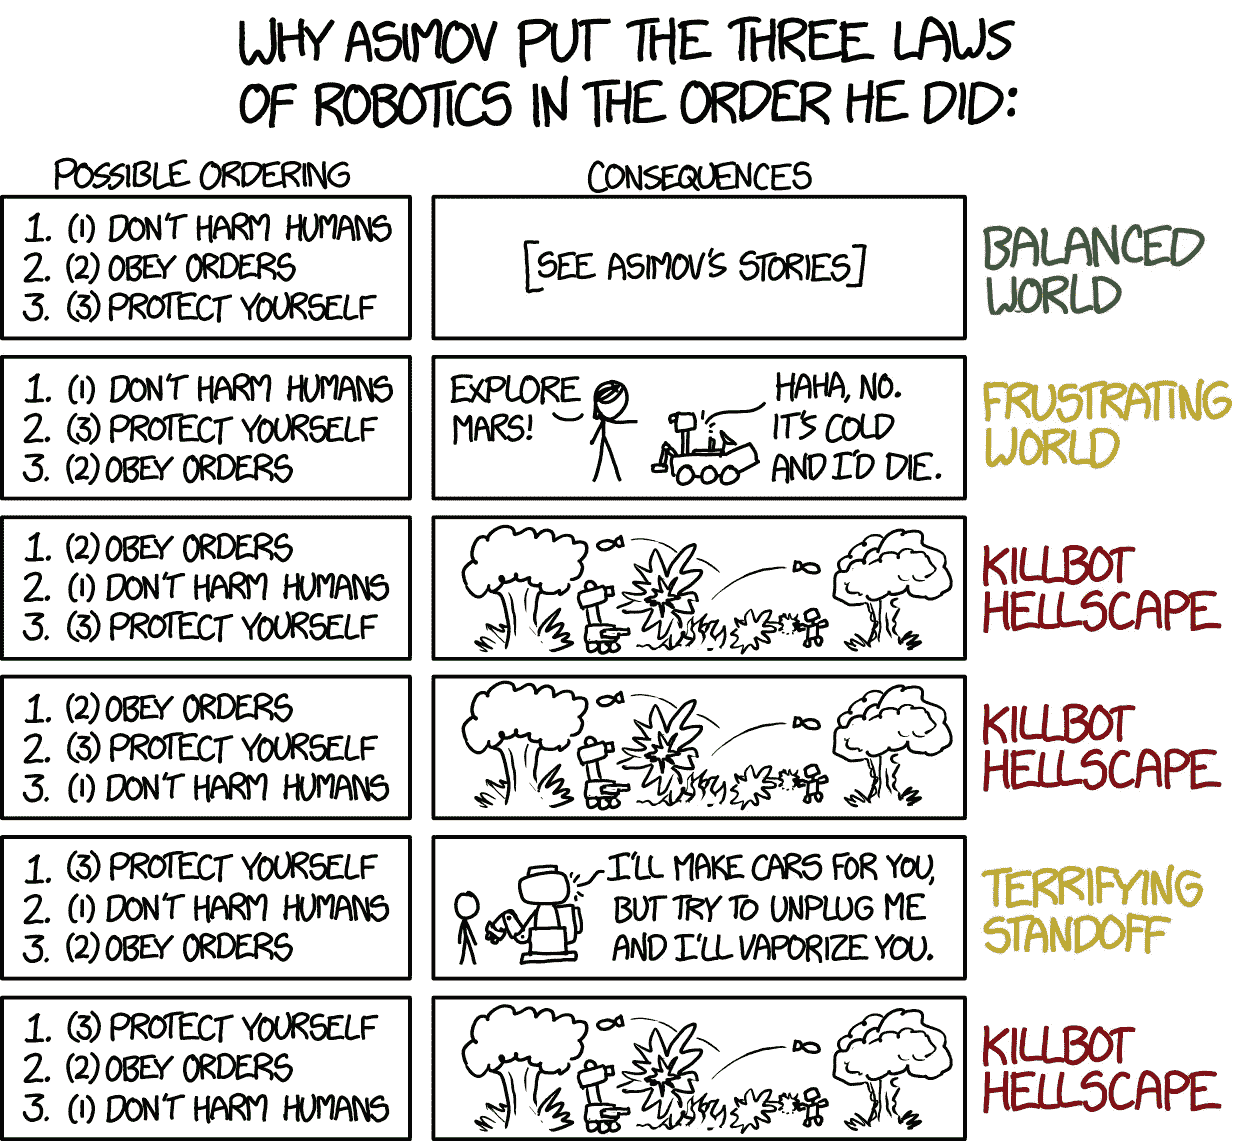 WHY ASIMOV PUT THE THREE LAWS
OF ROBOTICS IN THE ORDER HE DID:
POSSIBLE ORDERING
CONSEQUENCES
1. (1) DON'T HARM HUMANS
2. (2) OBEY ORDERS
3. (3) PROTECT YOURSELF
[SEE ASIMOV'S STORIES]
BALANCED
WORLD
1. (1) DON'T HARM HUMANS
2. (3) PROTECT YOURSELF
3. (2) OBEY ORDERS
EXPLORE
MARS!
HAHA, NO.
IT'S COLD
AND I'D DIE.
FRUSTRATING
WORLD
1. (2) OBEY ORDERS
2. (1) DON'T HARM HUMANS
3. (3) PROTECT YOURSELF
KILLBOT
HELLSCAPE
1. (2) OBEY ORDERS
2. (3) PROTECT YOURSELF
3. (1) DON'T HARM HUMANS
KILLBOT
HELLSCAPE
1. (3) PROTECT YOURSELF
2. (1) DON'T HARM HUMANS
3. (2) OBEY ORDERS
I'LL MAKE CARS FOR YOU,
BUT TRY TO UNPLUG ME
AND I'LL VAPORIZE YOU.
TERRIFYING
STANDOFF
1. (3) PROTECT YOURSELF
2. (2) OBEY ORDERS
3. (1) DON'T HARM HUMANS
KILLBOT
HELLSCAPE